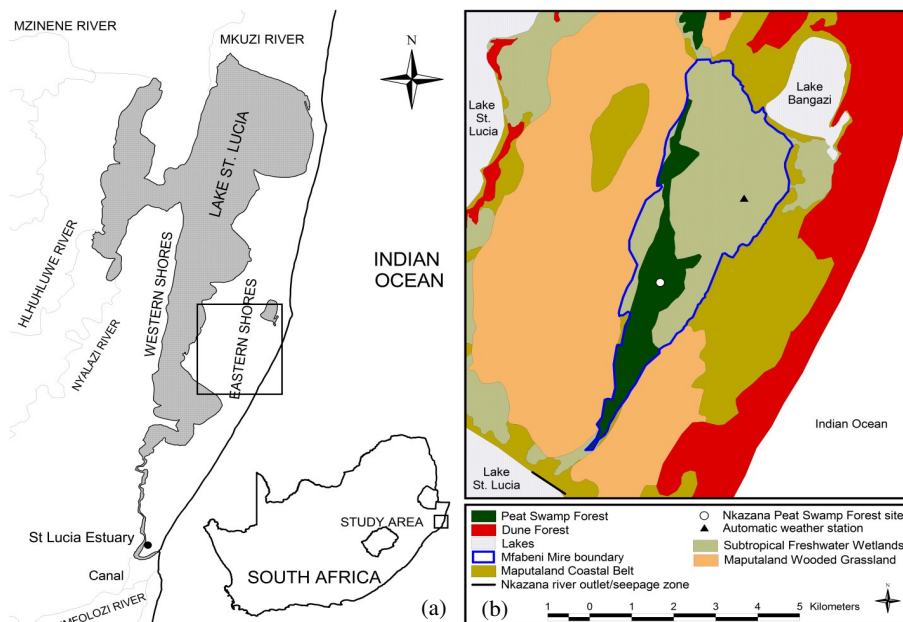 MZINENE RIVER
MKUZI RIVER
N
LAKE ST. LUCIA
WESTERN SHORES
HLHUHLUWE RIVER
NYALAZI RIVER
EASTERN SHORES
INDIAN
OCEAN
St Lucia Estuary
Canal
MFOLOZI RIVER
STUDY AREA
SOUTH AFRICA
(a)
Lake
St.
Lucia
Lake
Bangazi
Indian Ocean
Lake
St. Lucia
Peat Swamp Forest
Dune Forest
Lakes
Mfabeni Mire boundary
Maputaland Coastal Belt
Nkazana river outlet/seepage zone
Nkazana Peat Swamp Forest site
Automatic weather station
Subtropical Freshwater Wetlands
Maputaland Wooded Grassland
(b)
1 0 1 2 3 4 5 Kilometers
N